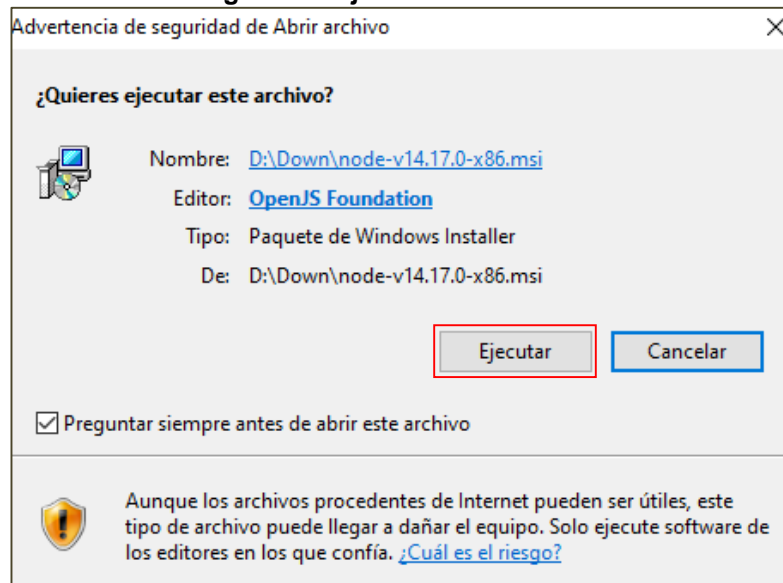 Advertencia de seguridad de Abrir archivo
¿Quieres ejecutar este archivo?
Nombre: D:\Down\node-v14.17.0-x86.msi
Editor: OpenJS Foundation
Tipo: Paquete de Windows Installer
De: D:\Down\node-v14.17.0-x86.msi
Ejecutar Cancelar
Preguntar siempre antes de abrir este archivo
Aunque los archivos procedentes de Internet pueden ser útiles, este
tipo de archivo puede llegar a dañar el equipo. Solo ejecute software de
los editores en los que confía. ¿Cuál es el riesgo?